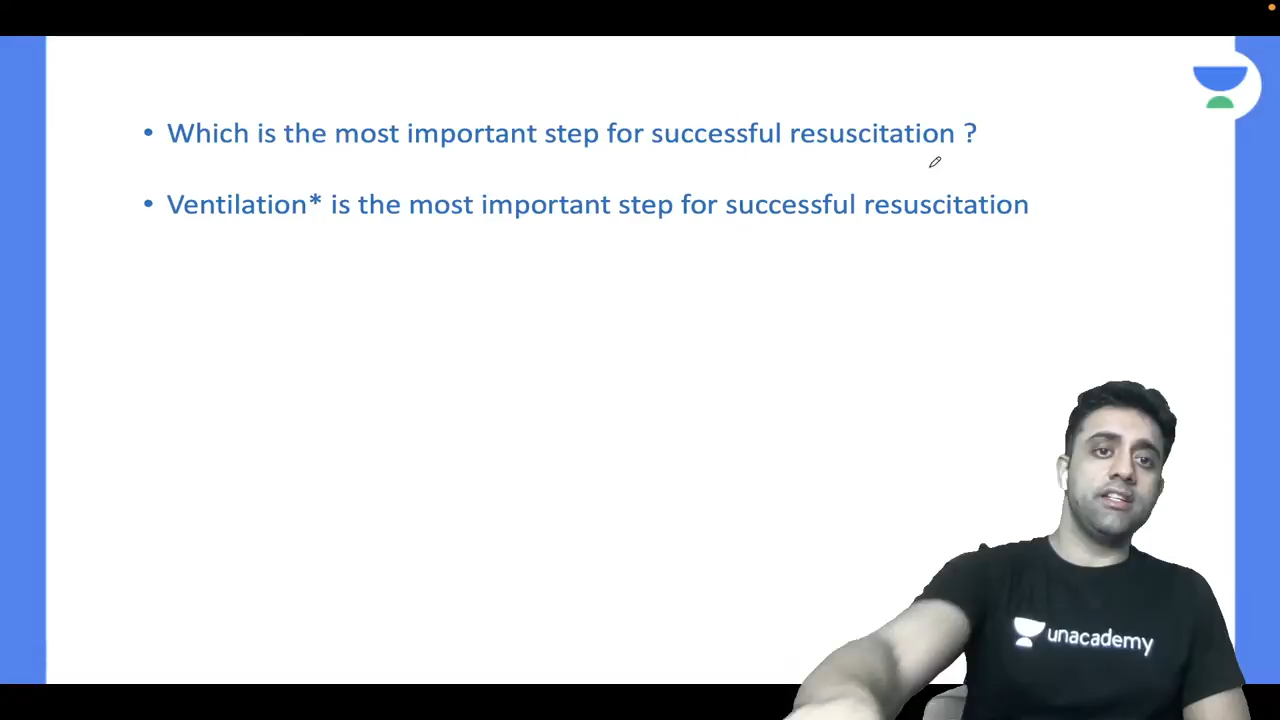 • Which is the most important step for successful resuscitation ?
• Ventilation* is the most important step for successful resuscitation
unacademy